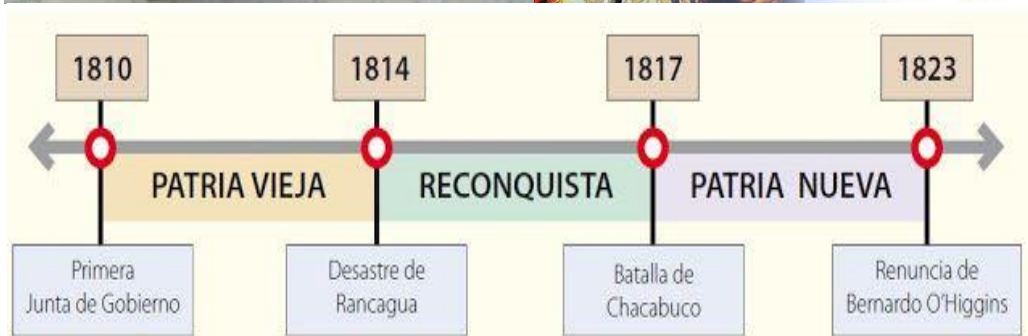 1810
1814
1817
1823
PATRIA VIEJA
RECONQUISTA
PATRIA NUEVA
Primera
Junta de Gobierno
Desastre de
Rancagua
Batalla de
Chacabuco
Renuncia de
Bernardo O'Higgins